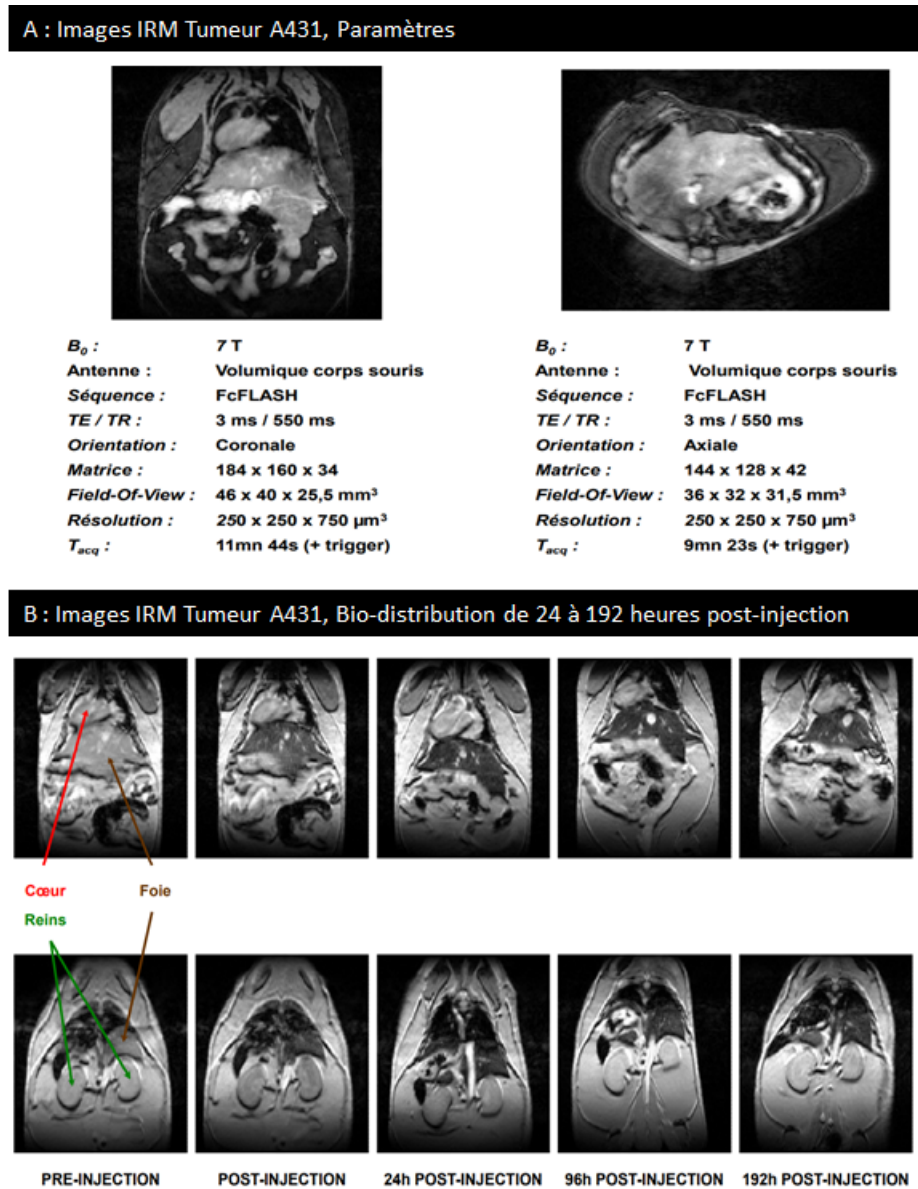 A : Images IRM Tumeur A431, Paramètres
B₀ : 7 T
Antenne : Volumique corps souris
Séquence : FcFLASH
TE / TR : 3 ms / 550 ms
Orientation : Coronale
Matrice : 184 x 160 x 34
Field-Of-View : 46 x 40 x 25,5 mm³
Résolution : 250 x 250 x 750 µm³
Tacq : 11mn 44s (+ trigger)
B₀ : 7 T
Antenne : Volumique corps souris
Séquence : FcFLASH
TE / TR : 3 ms / 550 ms
Orientation : Axiale
Matrice : 144 x 128 x 42
Field-Of-View : 36 x 32 x 31,5 mm³
Résolution : 250 x 250 x 750 µm³
Tacq : 9mn 23s (+ trigger)
B : Images IRM Tumeur A431, Bio-distribution de 24 à 192 heures post-injection
Cœur Foie
Reins
PRE-INJECTION POST-INJECTION 24h POST-INJECTION 96h POST-INJECTION 192h POST-INJECTION